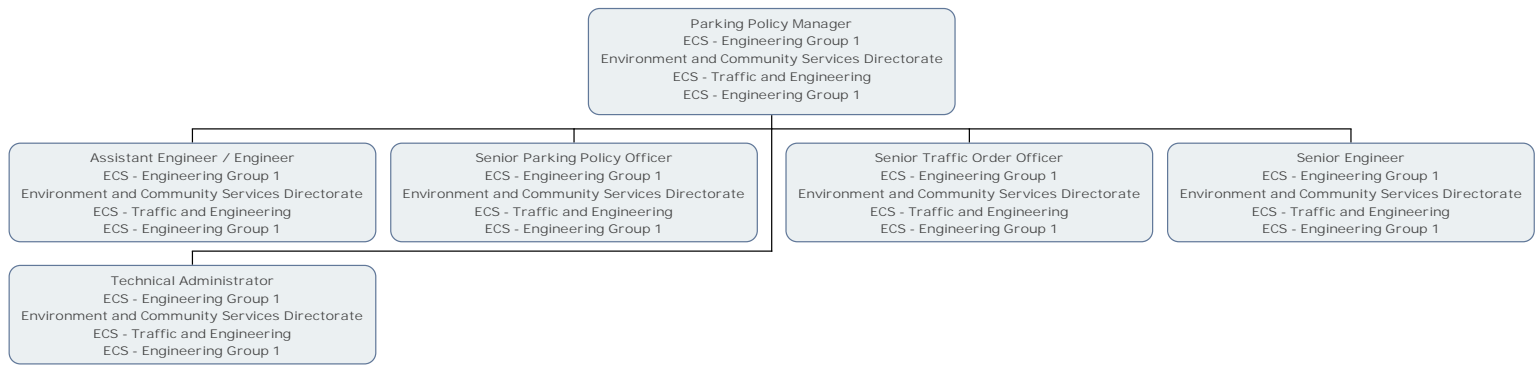 Parking Policy Manager
ECS - Engineering Group 1
Environment and Community Services Directorate
ECS - Traffic and Engineering
ECS - Engineering Group 1
Assistant Engineer / Engineer
ECS - Engineering Group 1
Environment and Community Services Directorate
ECS - Traffic and Engineering
ECS - Engineering Group 1
Senior Parking Policy Officer
ECS - Engineering Group 1
Environment and Community Services Directorate
ECS - Traffic and Engineering
ECS - Engineering Group 1
Senior Traffic Order Officer
ECS - Engineering Group 1
Environment and Community Services Directorate
ECS - Traffic and Engineering
ECS - Engineering Group 1
Senior Engineer
ECS - Engineering Group 1
Environment and Community Services Directorate
ECS - Traffic and Engineering
ECS - Engineering Group 1
Technical Administrator
ECS - Engineering Group 1
Environment and Community Services Directorate
ECS - Traffic and Engineering
ECS - Engineering Group 1